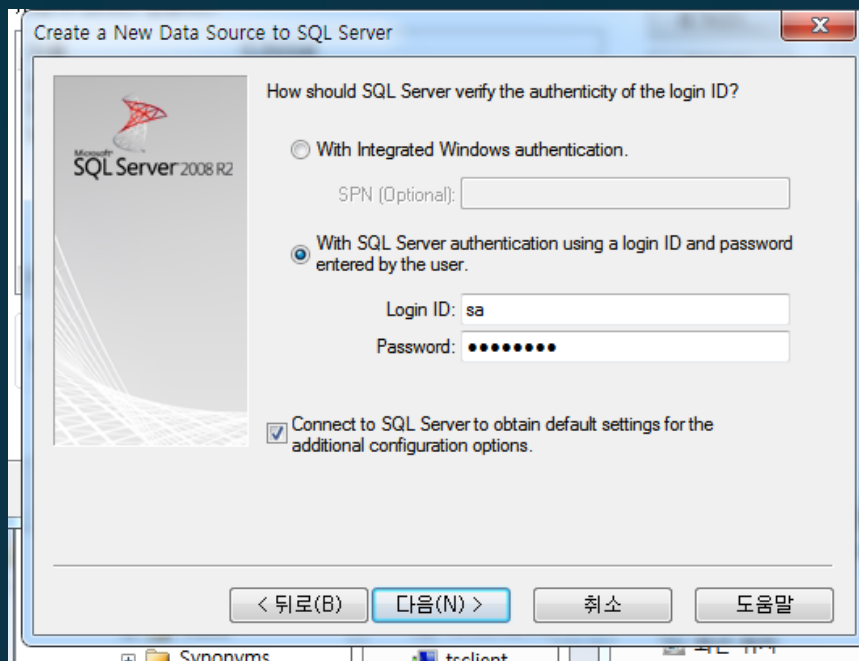 Create a New Data Source to SQL Server
How should SQL Server verify the authenticity of the login ID?
Microsoft
SQL Server 2008 R2
With Integrated Windows authentication.
SPN (Optional):
With SQL Server authentication using a login ID and password
entered by the user.
Login ID: sa
Password: ●●●●●●●●
Connect to SQL Server to obtain default settings for the
additional configuration options.
< 뒤로(B)
다음(N) >
취소
도움말
Synonyms
tsclient